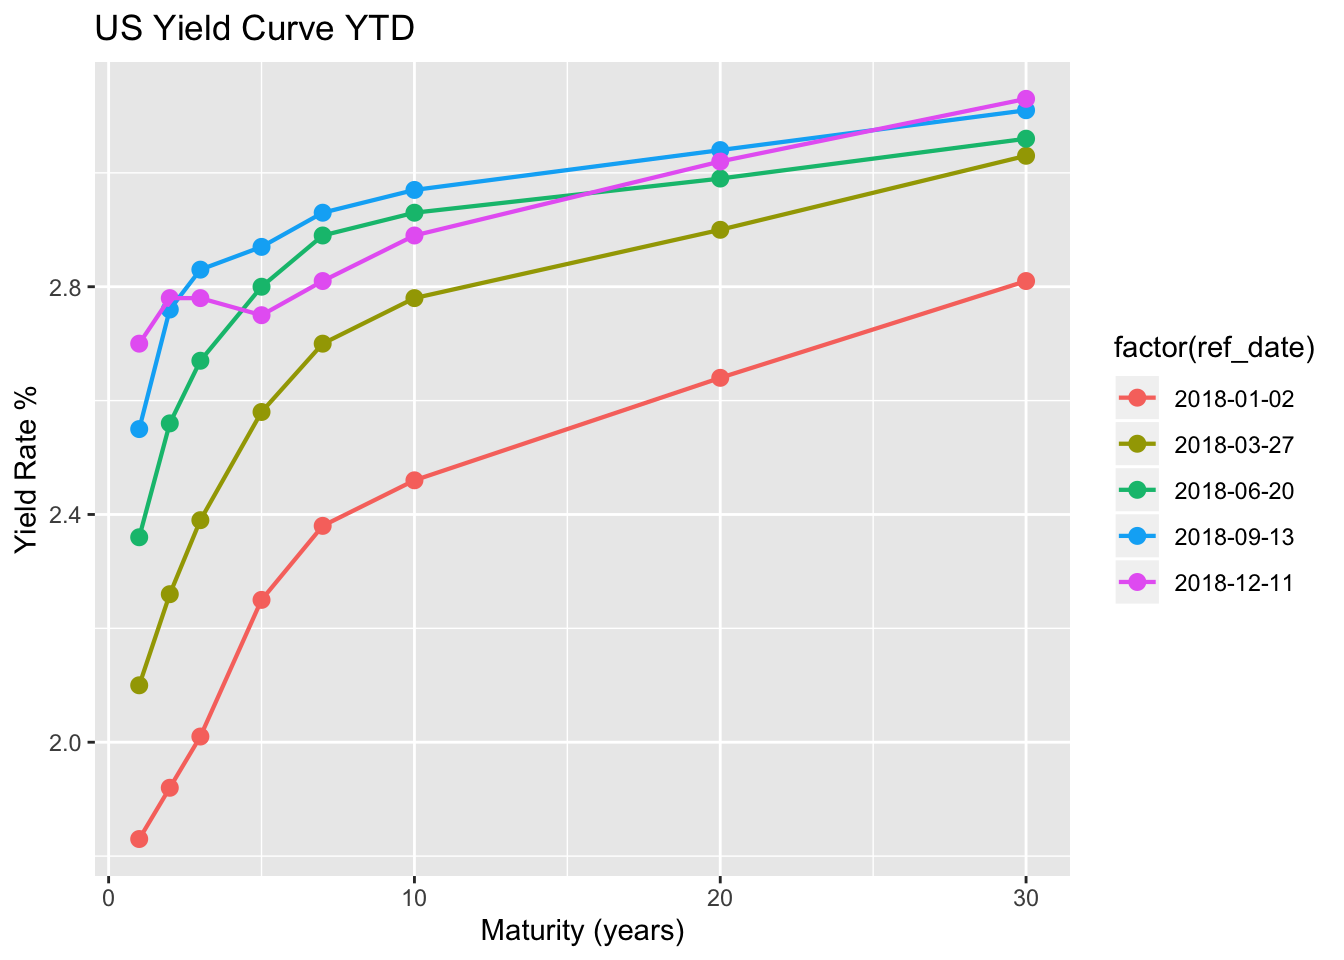 US Yield Curve YTD
Yield Rate %
2.8
2.4
2.0
0 10 20 30
Maturity (years)
factor(ref_date)
2018-01-02
2018-03-27
2018-06-20
2018-09-13
2018-12-11